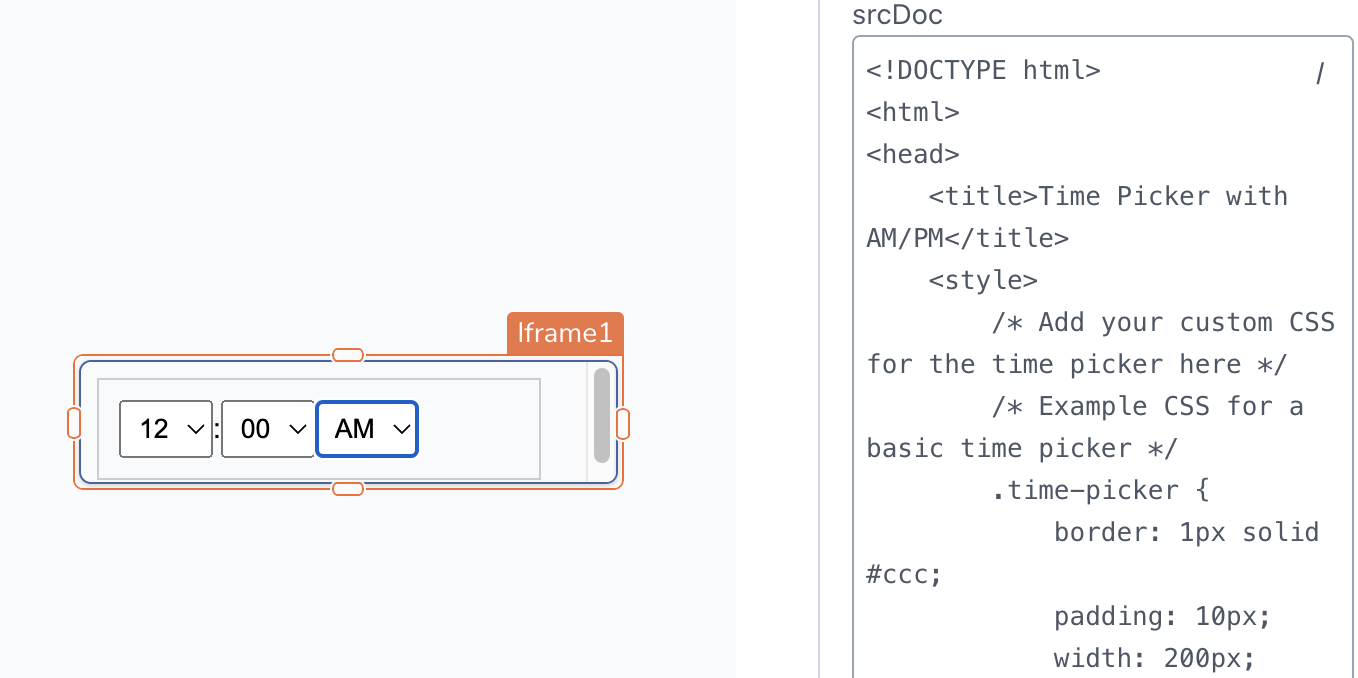 srcDoc
<!DOCTYPE html> /
<html>
<head>
    <title>Time Picker with
AM/PM</title>
    <style>
        /* Add your custom CSS
for the time picker here */
        /* Example CSS for a
basic time picker */
        .time-picker {
            border: 1px solid
#ccc;
            padding: 10px;
            width: 200px;
Iframe1
12 : 00 AM